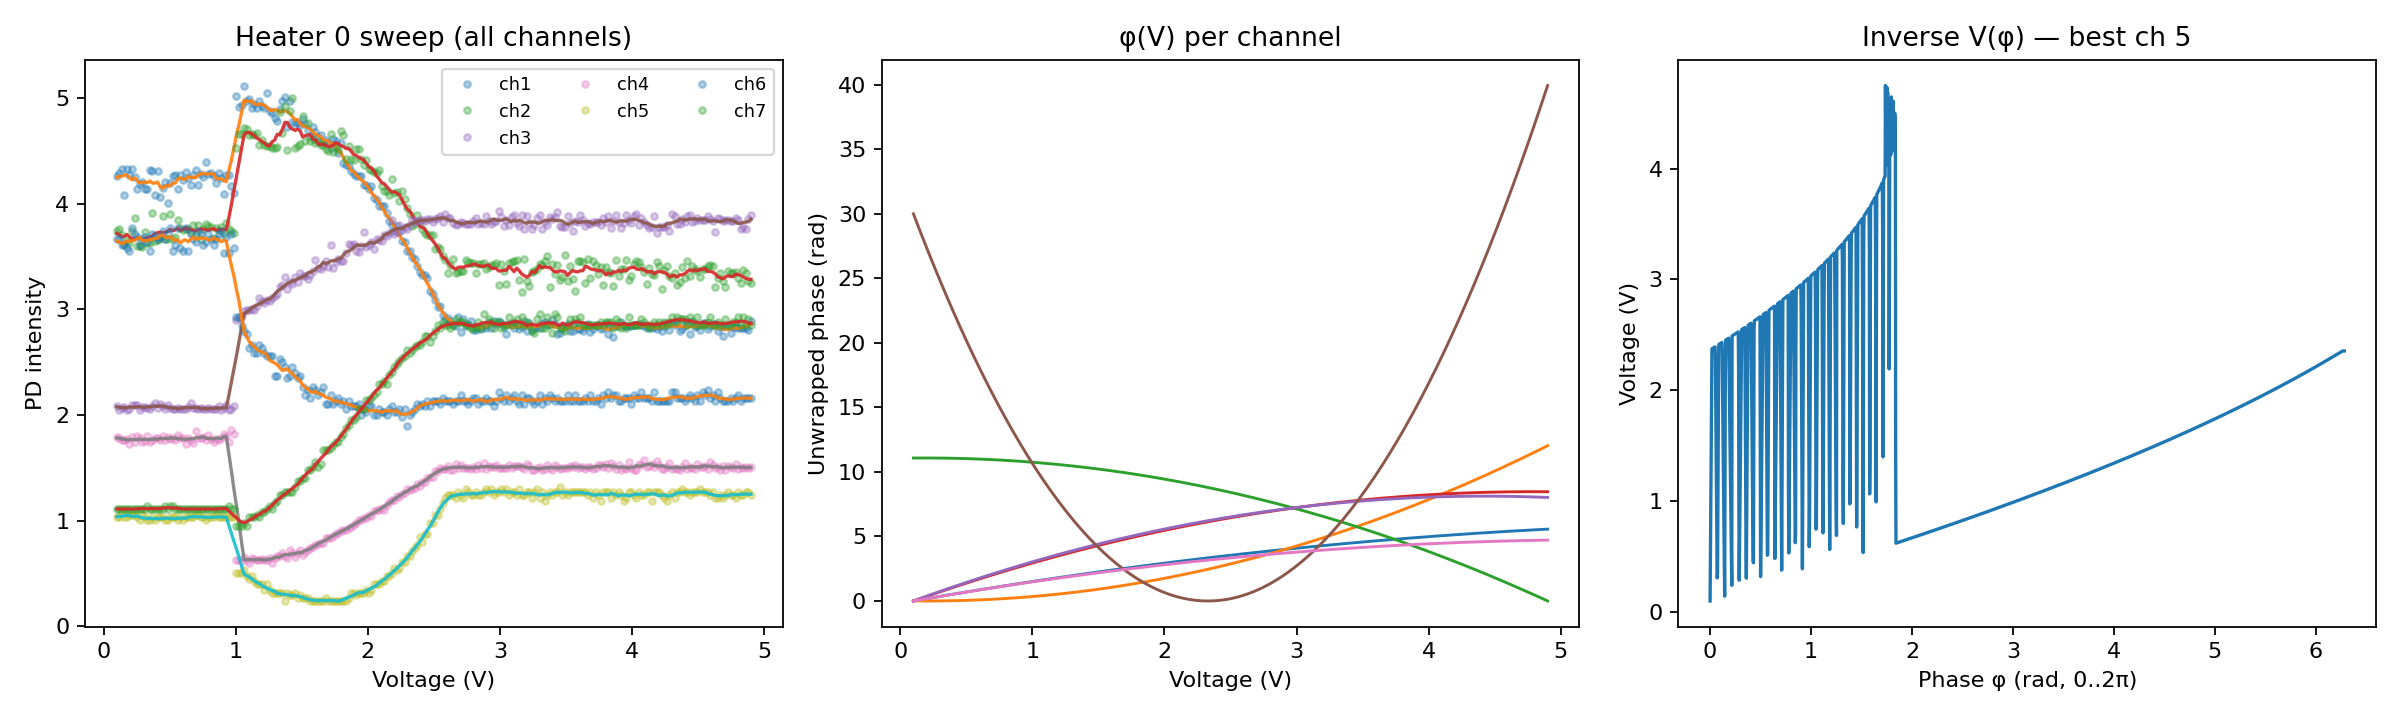 Heater 0 sweep (all channels)
PD intensity
5
4
3
2
1
0
ch1 ch4 ch6
ch2 ch5 ch7
ch3
0 1 2 3 4 5
Voltage (V)
φ(V) per channel
Unwrapped phase (rad)
40
35
30
25
20
15
10
5
0
0 1 2 3 4 5
Voltage (V)
Inverse V(φ) — best ch 5
Voltage (V)
4
3
2
1
0
0 1 2 3 4 5 6
Phase φ (rad, 0..2π)